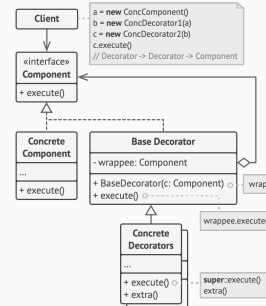 Client
a = new ConcComponent()
b = new ConcDecorator1(a)
c = new ConcDecorator2(b)
c.execute()
// Decorator -> Decorator -> Component
«interface»
Component
+ execute()
Concrete
Component
...
+ execute()
Base Decorator
- wrappee: Component
+ BaseDecorator(c: Component)
+ execute()
wrap
wrappee.execute
Concrete
Decorators
...
+ execute()
+ extra()
super::execute()
extra()